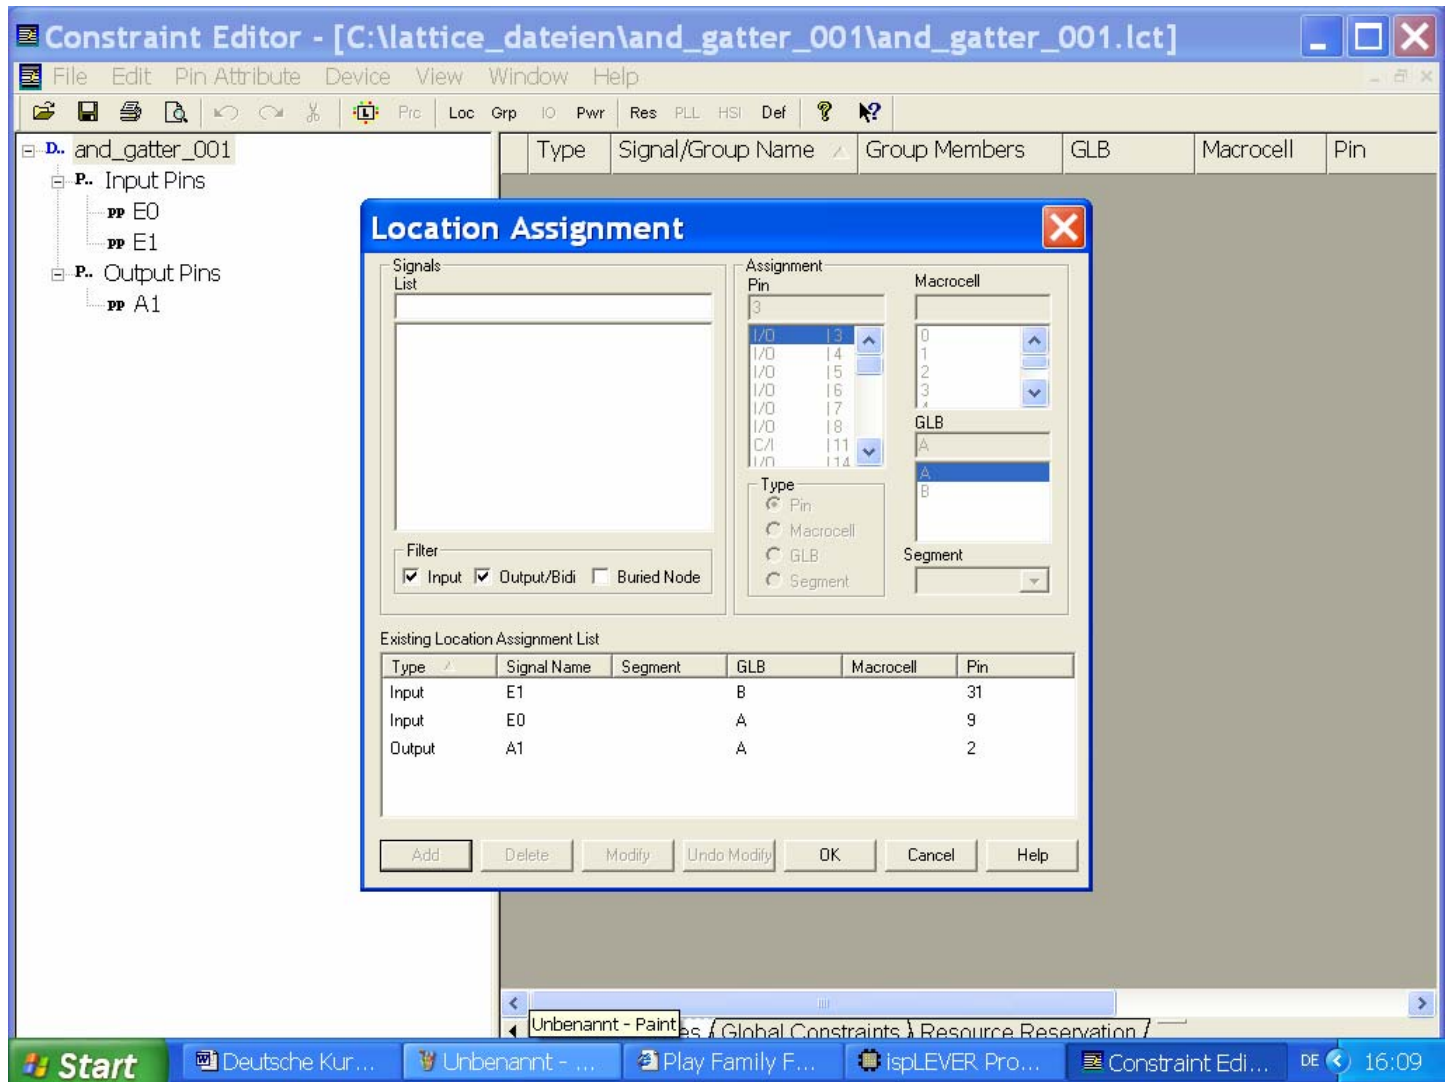 Constraint Editor - [C:\lattice_dateien\and_gatter_001\and_gatter_001.lct]
File Edit Pin Attribute Device View Window Help
L Prc Loc Grp IO Pwr Res PLL HSI Def
D.. and_gatter_001
P.. Input Pins
PP E0
PP E1
P.. Output Pins
PP A1
Type Signal/Group Name Group Members GLB Macrocell Pin
Location Assignment
Signals
List
Assignment
Pin
3
I/O |3
I/O |4
I/O |5
I/O |6
I/O |7
I/O |8
C/I |11
I/O |14
Macrocell
0
1
2
3
4
GLB
A
A
B
Type
Pin
Macrocell
GLB
Segment
Segment
Filter
Input Output/Bidi Buried Node
Existing Location Assignment List
Type Signal Name Segment GLB Macrocell Pin
Input E1 B 31
Input E0 A 9
Output A1 A 2
Add Delete Modify Undo Modify OK Cancel Help
Unbenannt - Paint
Global Constraints Resource Reservation
Start Deutsche Kur... Unbenannt - ... Play Family F... ispLEVER Pro... Constraint Edi... DE 16:09